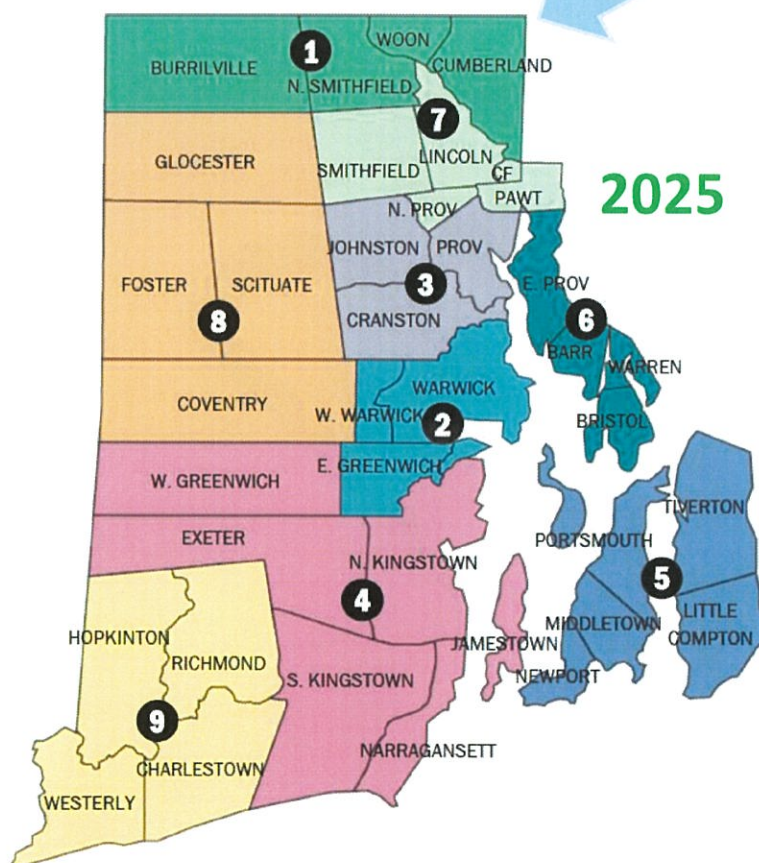 WOON
1
BURRILVILLE
CUMBERLAND
N. SMITHFIELD
7
GLOCESTER
SMITHFIELD
LINCOLN
CF
PAWT
2025
N. PROV
JOHNSTON
PROV
FOSTER
SCITUATE
3
E. PROV
8
CRANSTON
6
BARR
WARREN
WARWICK
COVENTRY
W. WARWICK
2
BRISTOL
E. GREENWICH
W. GREENWICH
TIVERTON
EXETER
PORTSMOUTH
N. KINGSTOWN
5
4
LITTLE
COMPTON
MIDDLETOWN
HOPKINTON
JAMESTOWN
RICHMOND
S. KINGSTOWN
NEWPORT
9
NARRAGANSETT
CHARLESTOWN
WESTERLY